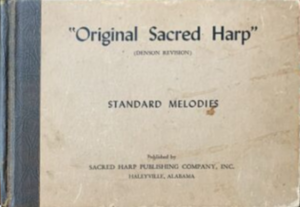 "Original Sacred Harp"
(DENSON REVISION)
STANDARD MELODIES
Published by
SACRED HARP PUBLISHING COMPANY, INC.
HALEYVILLE, ALABAMA